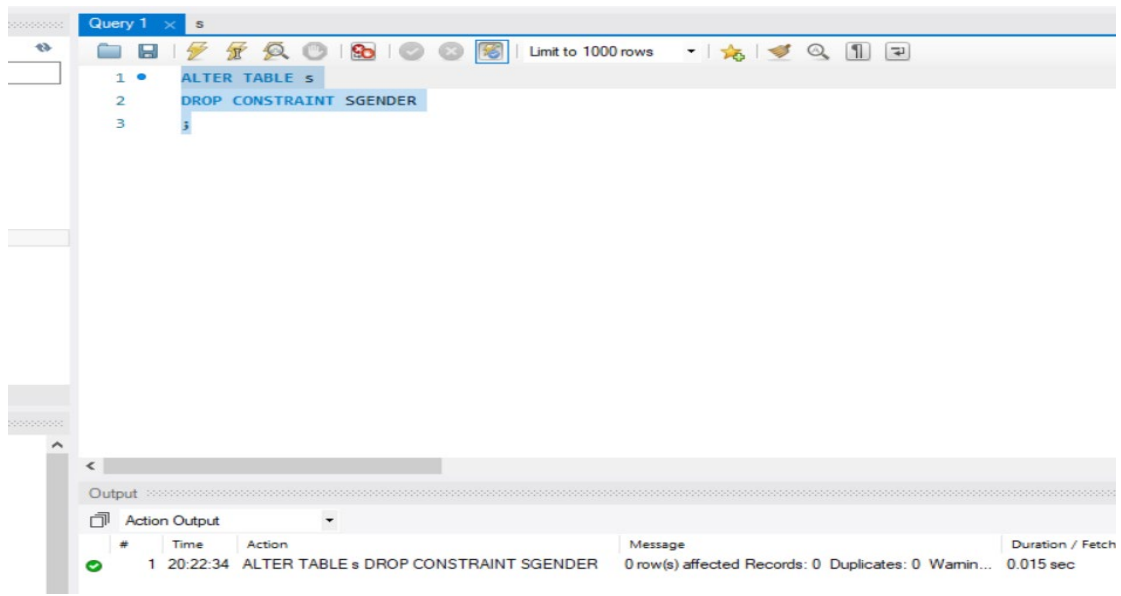 Query 1 s
Limit to 1000 rows
1 ALTER TABLE s
2 DROP CONSTRAINT SGENDER
3 ;
Output
Action Output
# Time Action Message Duration / Fetch
1 20:22:34 ALTER TABLE s DROP CONSTRAINT SGENDER 0 row(s) affected Records: 0 Duplicates: 0 Warnin... 0.015 sec